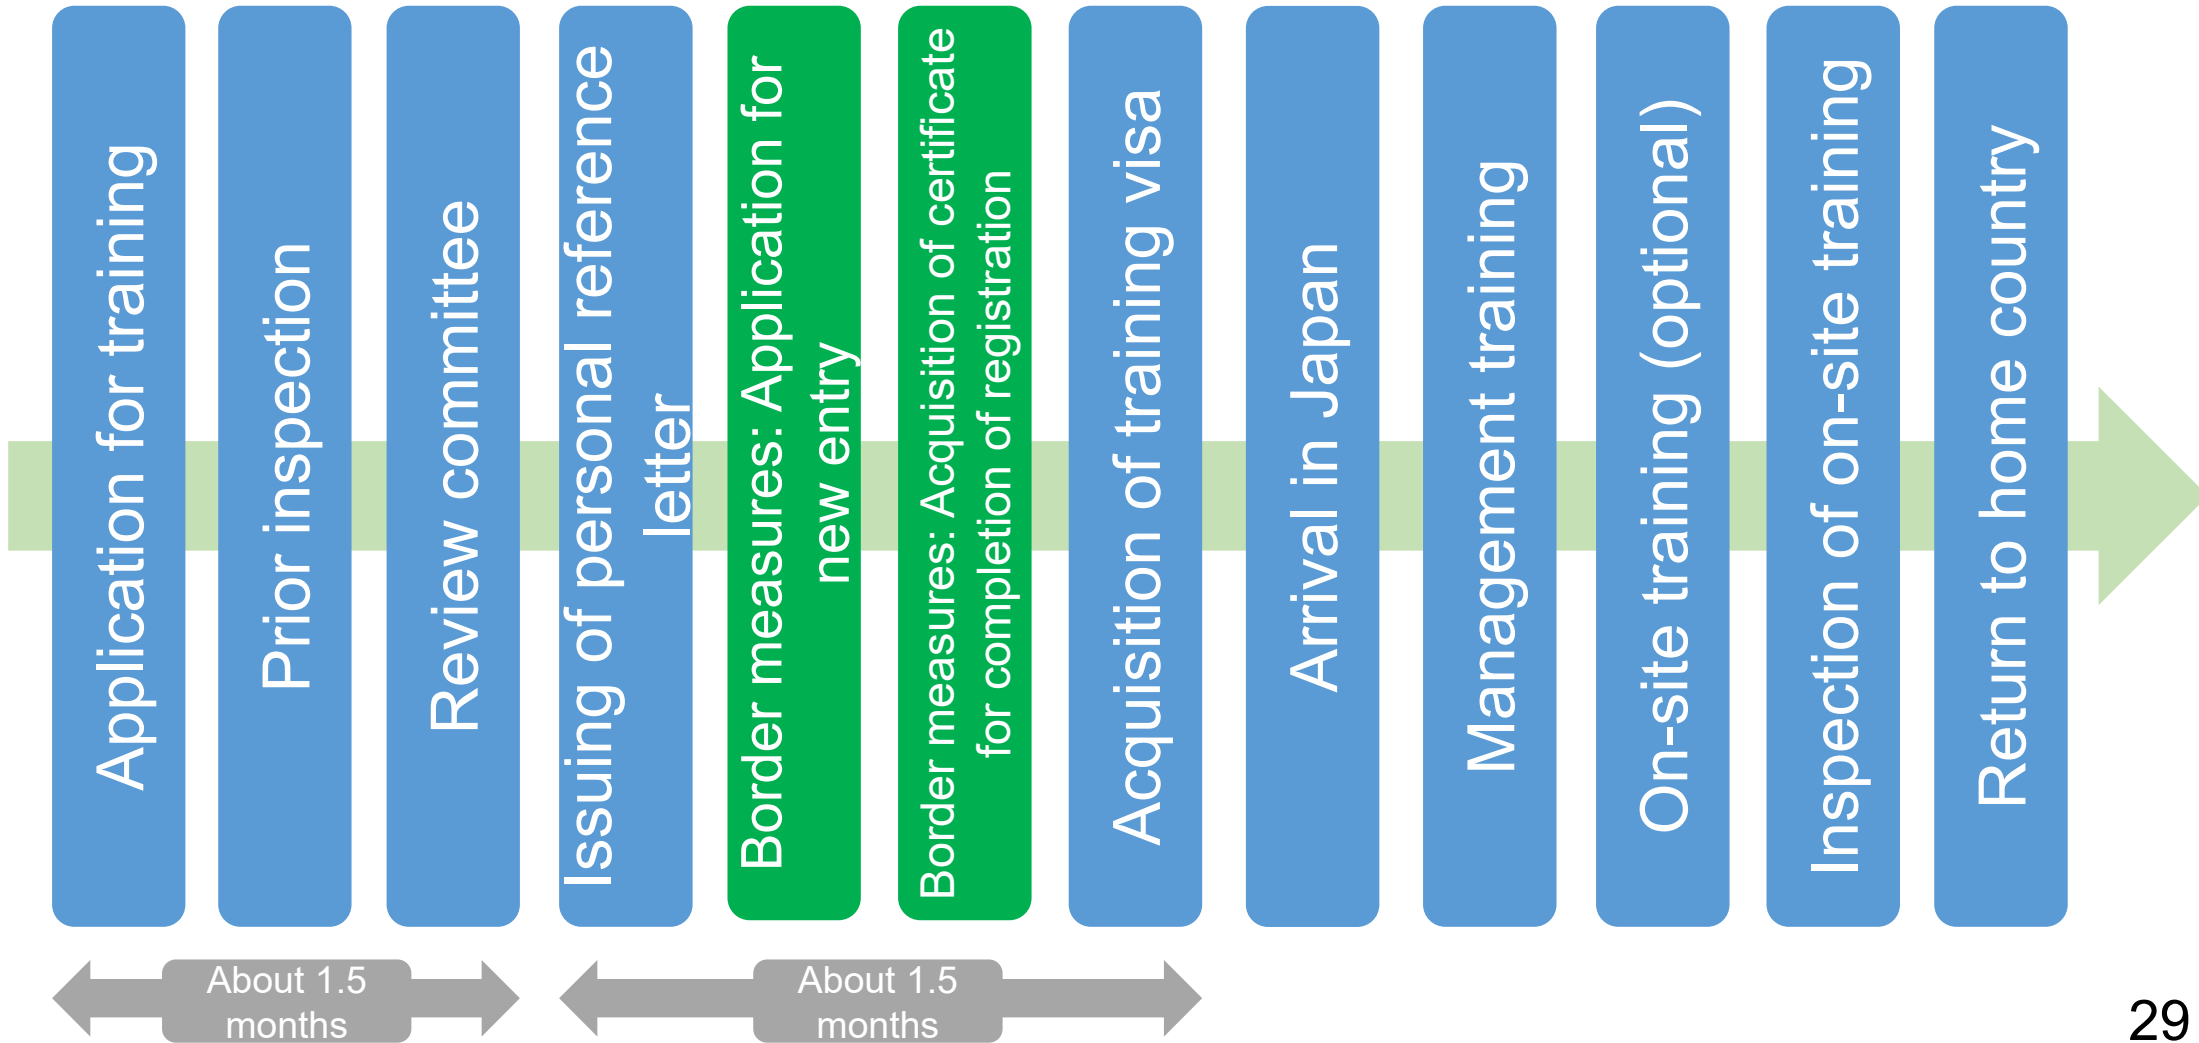 Application for training
Prior inspection
Review committee
Issuing of personal reference
letter
Border measures: Application for
new entry
Border measures: Acquisition of certificate
for completion of registration
Acquisition of training visa
Arrival in Japan
Management training
On-site training (optional)
Inspection of on-site training
Return to home country
About 1.5
months
About 1.5
months
29